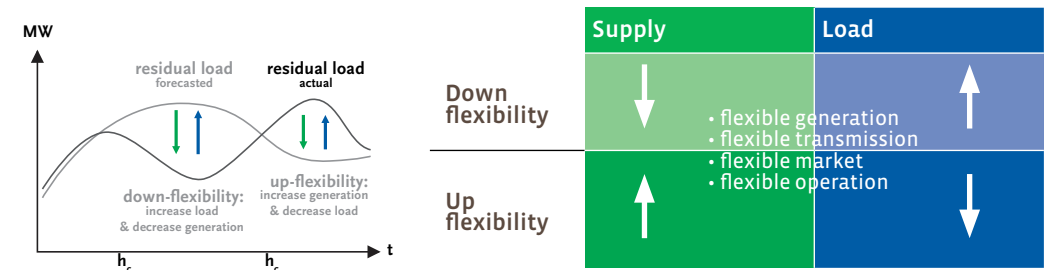 MW
residual load
forecasted
residual load
actual
down-flexibility:
increase load
& decrease generation
up-flexibility:
increase generation
& decrease load
t
h
h
Supply
Load
Down
flexibility
• flexible generation
• flexible transmission
• flexible market
• flexible operation
Up
flexibility